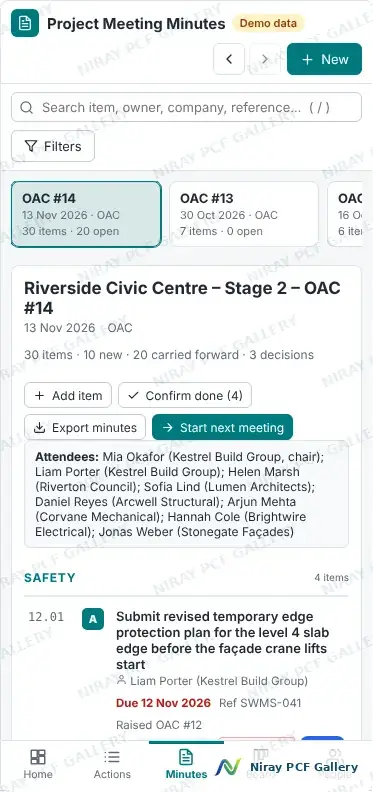 Project Meeting Minutes Demo data
New
Search item, owner, company, reference... ( / )
Filters
OAC #14
13 Nov 2026 · OAC
30 items · 20 open
OAC #13
30 Oct 2026 · OAC
7 items · 0 open
Riverside Civic Centre – Stage 2 – OAC
#14
13 Nov 2026 OAC
30 items · 10 new · 20 carried forward · 3 decisions
Add item Confirm done (4)
Export minutes Start next meeting
Attendees: Mia Okafor (Kestrel Build Group, chair);
Liam Porter (Kestrel Build Group); Helen Marsh
(Riverton Council); Sofia Lind (Lumen Architects);
Daniel Reyes (Arcwell Structural); Arjun Mehta
(Corvane Mechanical); Hannah Cole (Brightwire
Electrical); Jonas Weber (Stonegate Façades)
SAFETY 4 items
12.01 A Submit revised temporary edge
protection plan for the level 4 slab
edge before the façade crane lifts
start
Liam Porter (Kestrel Build Group)
Due 12 Nov 2026 Ref SWMS-041
Raised OAC #12
Home Actions Minutes
Niray PCF Gallery
NIRAY PCF GALLERY